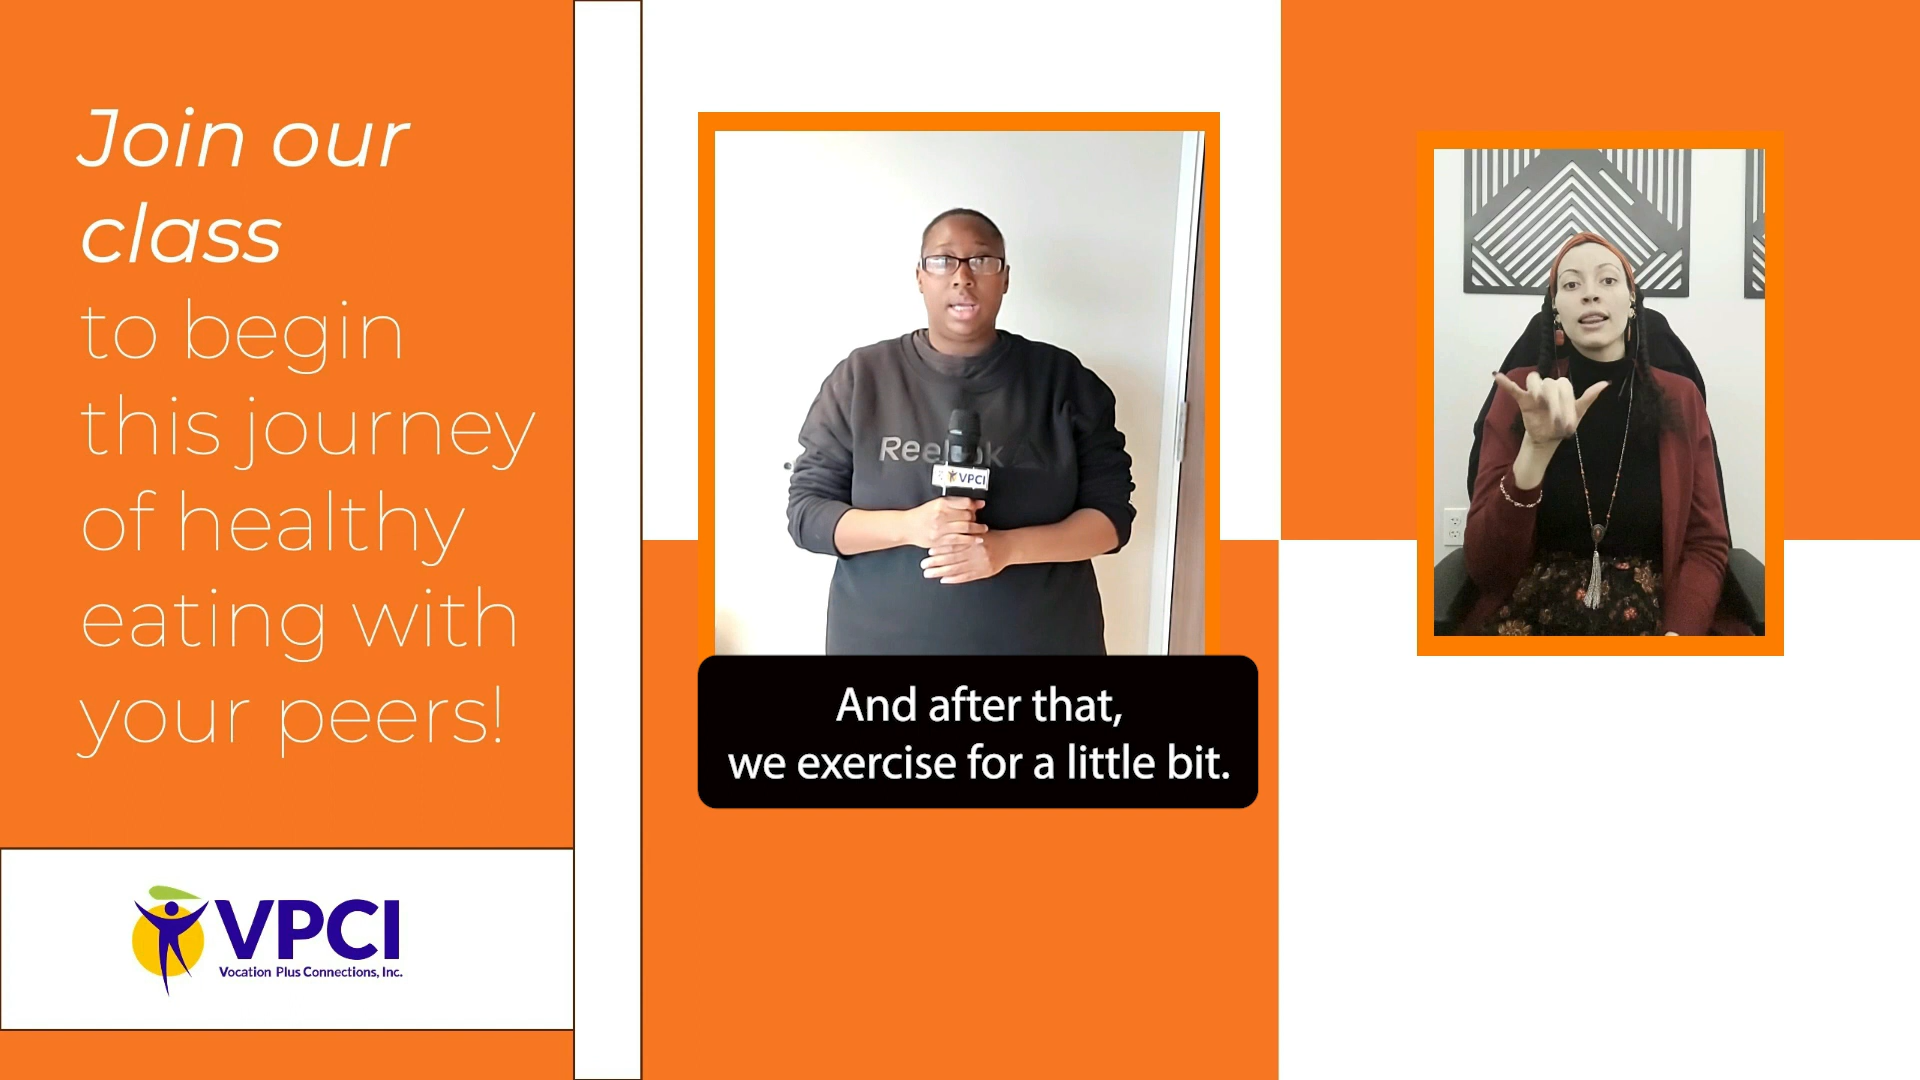 Join our
class
to begin
this journey
of healthy
eating with
your peers!
VPCI
Vocation Plus Connections, Inc.
Reebok
VPCI
And after that,
we exercise for a little bit.